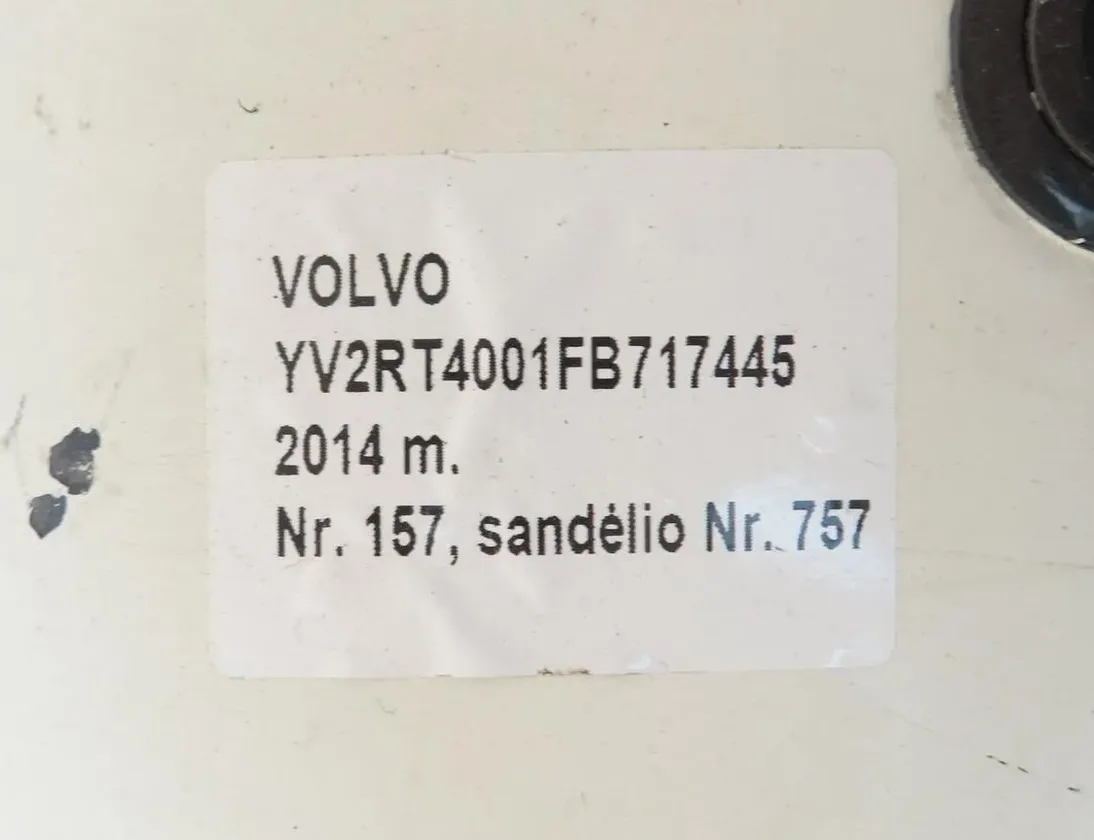 VOLVO
YV2RT4001FB717445
2014 m.
Nr. 157, sandėlio Nr. 757